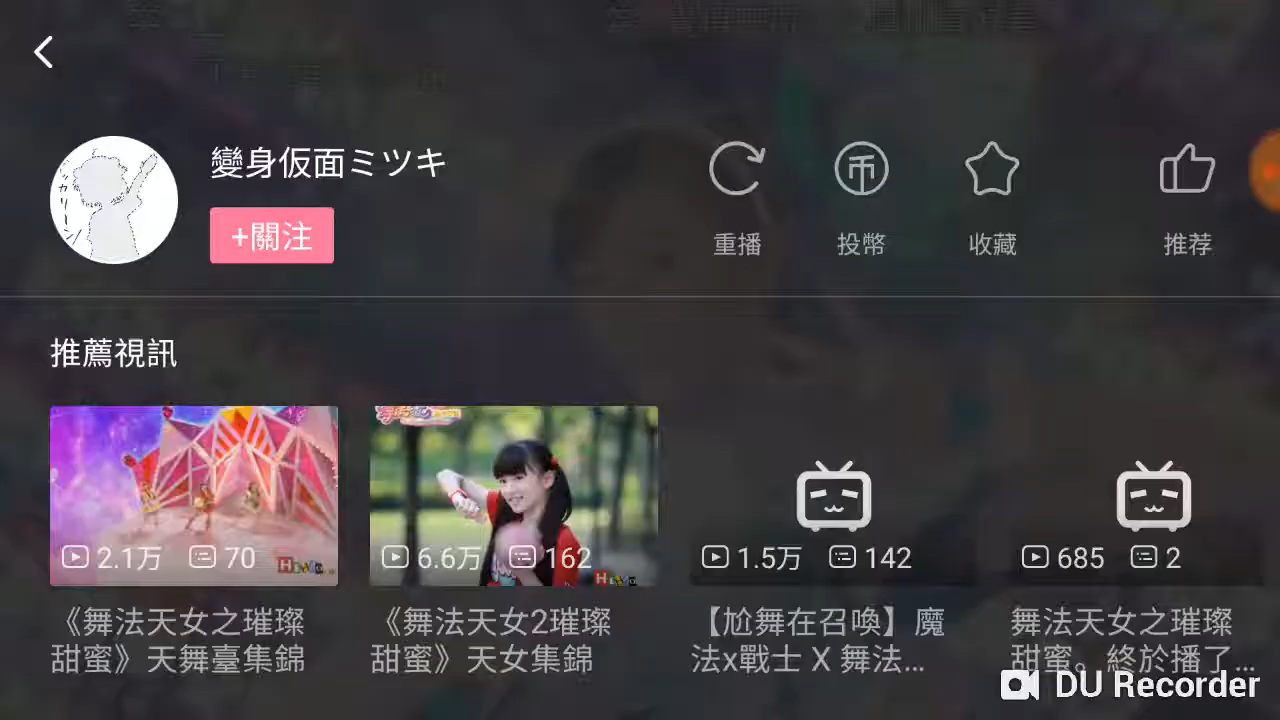 變身仮面ミツキ
+關注
重播
投幣
收藏
推荐
推薦視訊
2.1万
70
6.6万
162
1.5万
142
685
2
《舞法天女之璀璨
甜蜜》天舞臺集錦
《舞法天女2璀璨
甜蜜》天女集錦
【尬舞在召喚】魔
法x戰士 X 舞法...
舞法天女之璀璨
甜蜜。終於播了...
DU Recorder